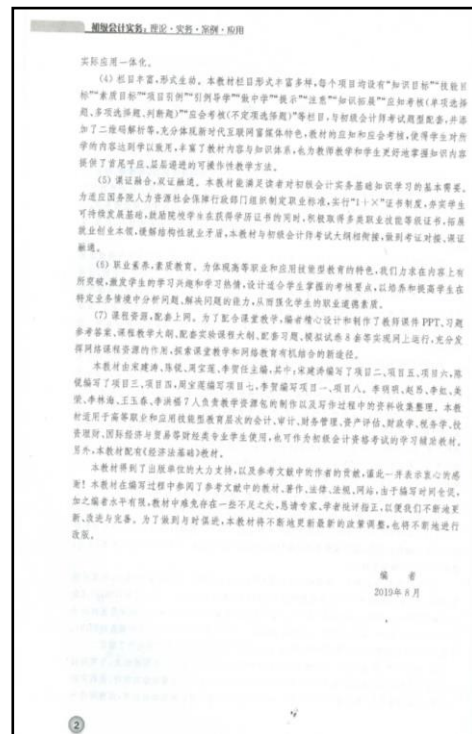 初级会计实务：理论·实务·案例·应用
实际应用一体化。
(4) 栏目丰富,形式生动。本教材栏目形式丰富多样,每个项目均设有“知识目标”“技能目
标”“素质目标”“项目引例”“引例导学”“做中学”“提示”“注意”“知识拓展”“应知考核(单项选择
题、多项选择题、判断题)”“应会考核(不定项选择题)”等栏目,与初级会计师考试题型配套,并添
加了二维码解析等,充分体现新时代互联网富媒体特色,教材的应知和应会考核,使得学生对所
学的内容达到学以致用,丰富了教材内容与知识体系,也为教师教学和学生更好地掌握知识内容
提供了首尾呼应、层层递进的可操作性教学方法。
(5) 课证融合,双证融通。本教材能满足读者对初级会计实务基础知识学习的基本需要。
为适应国务院人力资源社会保障行政部门组织制定职业标准,实行“1+×”证书制度,夯实学生
可持续发展基础,鼓励院校学生在获得学历证书的同时,积极取得多类职业技能等级证书,拓展
就业创业本领,缓解结构性就业矛盾,本教材与初级会计师考试大纲相衔接,做到考证对接、课证
融通。
(6) 职业素养,素质教育。为体现高等职业和应用技能型教育的特色,我们力求在内容上有
所突破,激发学生的学习兴趣和学习热情,设计适合学生掌握的考核要点,以培养和提高学生在
特定业务情境中分析问题、解决问题的能力,从而强化学生的职业道德素质。
(7) 课程资源,配套上网。为了配合课堂教学,编者精心设计和制作了教师课件PPT、习题
参考答案、课程教学大纲、配套实验课程大纲、配套习题、模拟试卷8套等实现网上运行,充分发
挥网络课程资源的作用,探索课堂教学和网络教育有机结合的新途径。
本教材由宋建涛、陈锐、周宝莲、李贺任主编,其中:宋建涛编写了项目二、项目五、项目六,陈
锐编写了项目三、项目四,周宝莲编写项目七,李贺编写项目一、项目八。李明明、赵昂、李虹、美
荣、李林海、王玉春、李洪福7人负责教学资源包的制作以及写作过程中的资料收集整理。本教
材适用于高等职业和应用技能型教育层次的会计、审计、财务管理、资产评估、财政学、税务学、投
资理财、国际经济与贸易等财经类专业学生使用,也可作为初级会计资格考试的学习辅助教材。
另外,本教材配有《经济法基础》教材。
本教材得到了出版单位的大力支持,以及参考文献中的作者的贡献,谨此一并表示衷心的感
谢!本教材在编写过程中参阅了参考文献中的教材、著作、法律、法规、网站,由于编写时间仓促,
加之编者水平有限,教材中难免存在一些不足之处,恳请专家、学者批评指正,以便我们不断地更
新、改进与完善。为了做到与时俱进,本教材将不断地更新最新的政策调整,也将不断地进行
改版。
编 者
2019年8月
2